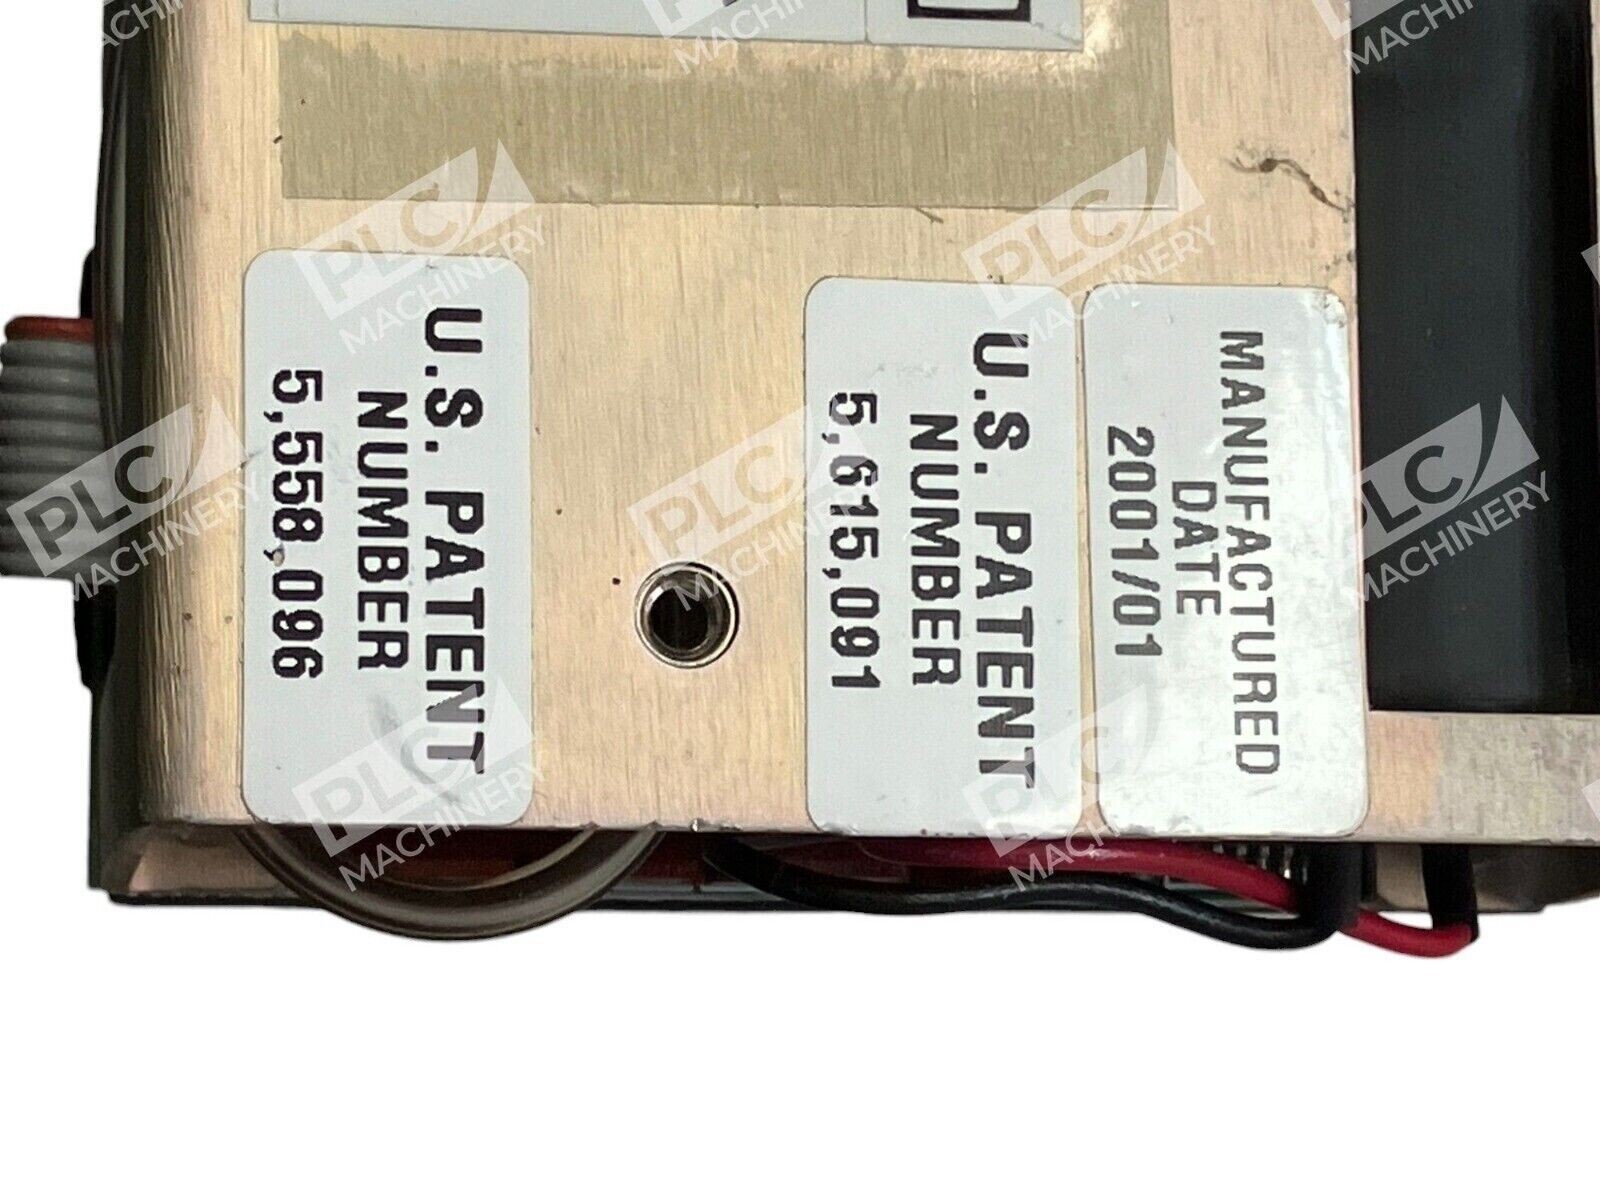 U.S. PATENT
NUMBER
5,558,096
U.S. PATENT
NUMBER
5,615,091
MANUFACTURED
DATE
2001/01
PLC
MACHINERY